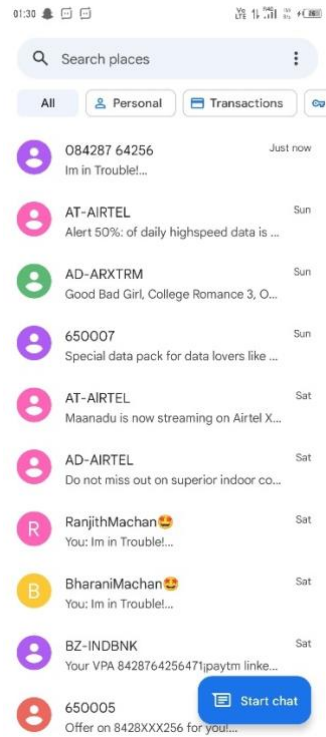 01:30
Search places
All
Personal
Transactions
084287 64256
Just now
Im in Trouble!...
AT-AIRTEL
Sun
Alert 50%: of daily highspeed data is ...
AD-ARXTRM
Sun
Good Bad Girl, College Romance 3, O...
650007
Sun
Special data pack for data lovers like ...
AT-AIRTEL
Sat
Maanadu is now streaming on Airtel X...
AD-AIRTEL
Sat
Do not miss out on superior indoor co...
R
RanjithMachan🤩
Sat
You: Im in Trouble!...
B
BharaniMachan🤩
Sat
You: Im in Trouble!...
BZ-INDBNK
Sat
Your VPA 8428764256471¡paytm linke...
650005
Offer on 8428XXX256 for you!...
Start chat